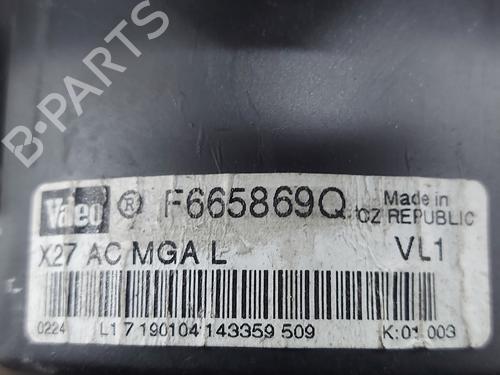 B-PARTS
Valeo ® F665869Q Made in
CZ REPUBLIC
X27 AC MGA L VL1
0224 L1 7 190104 143359 509 K:01 003